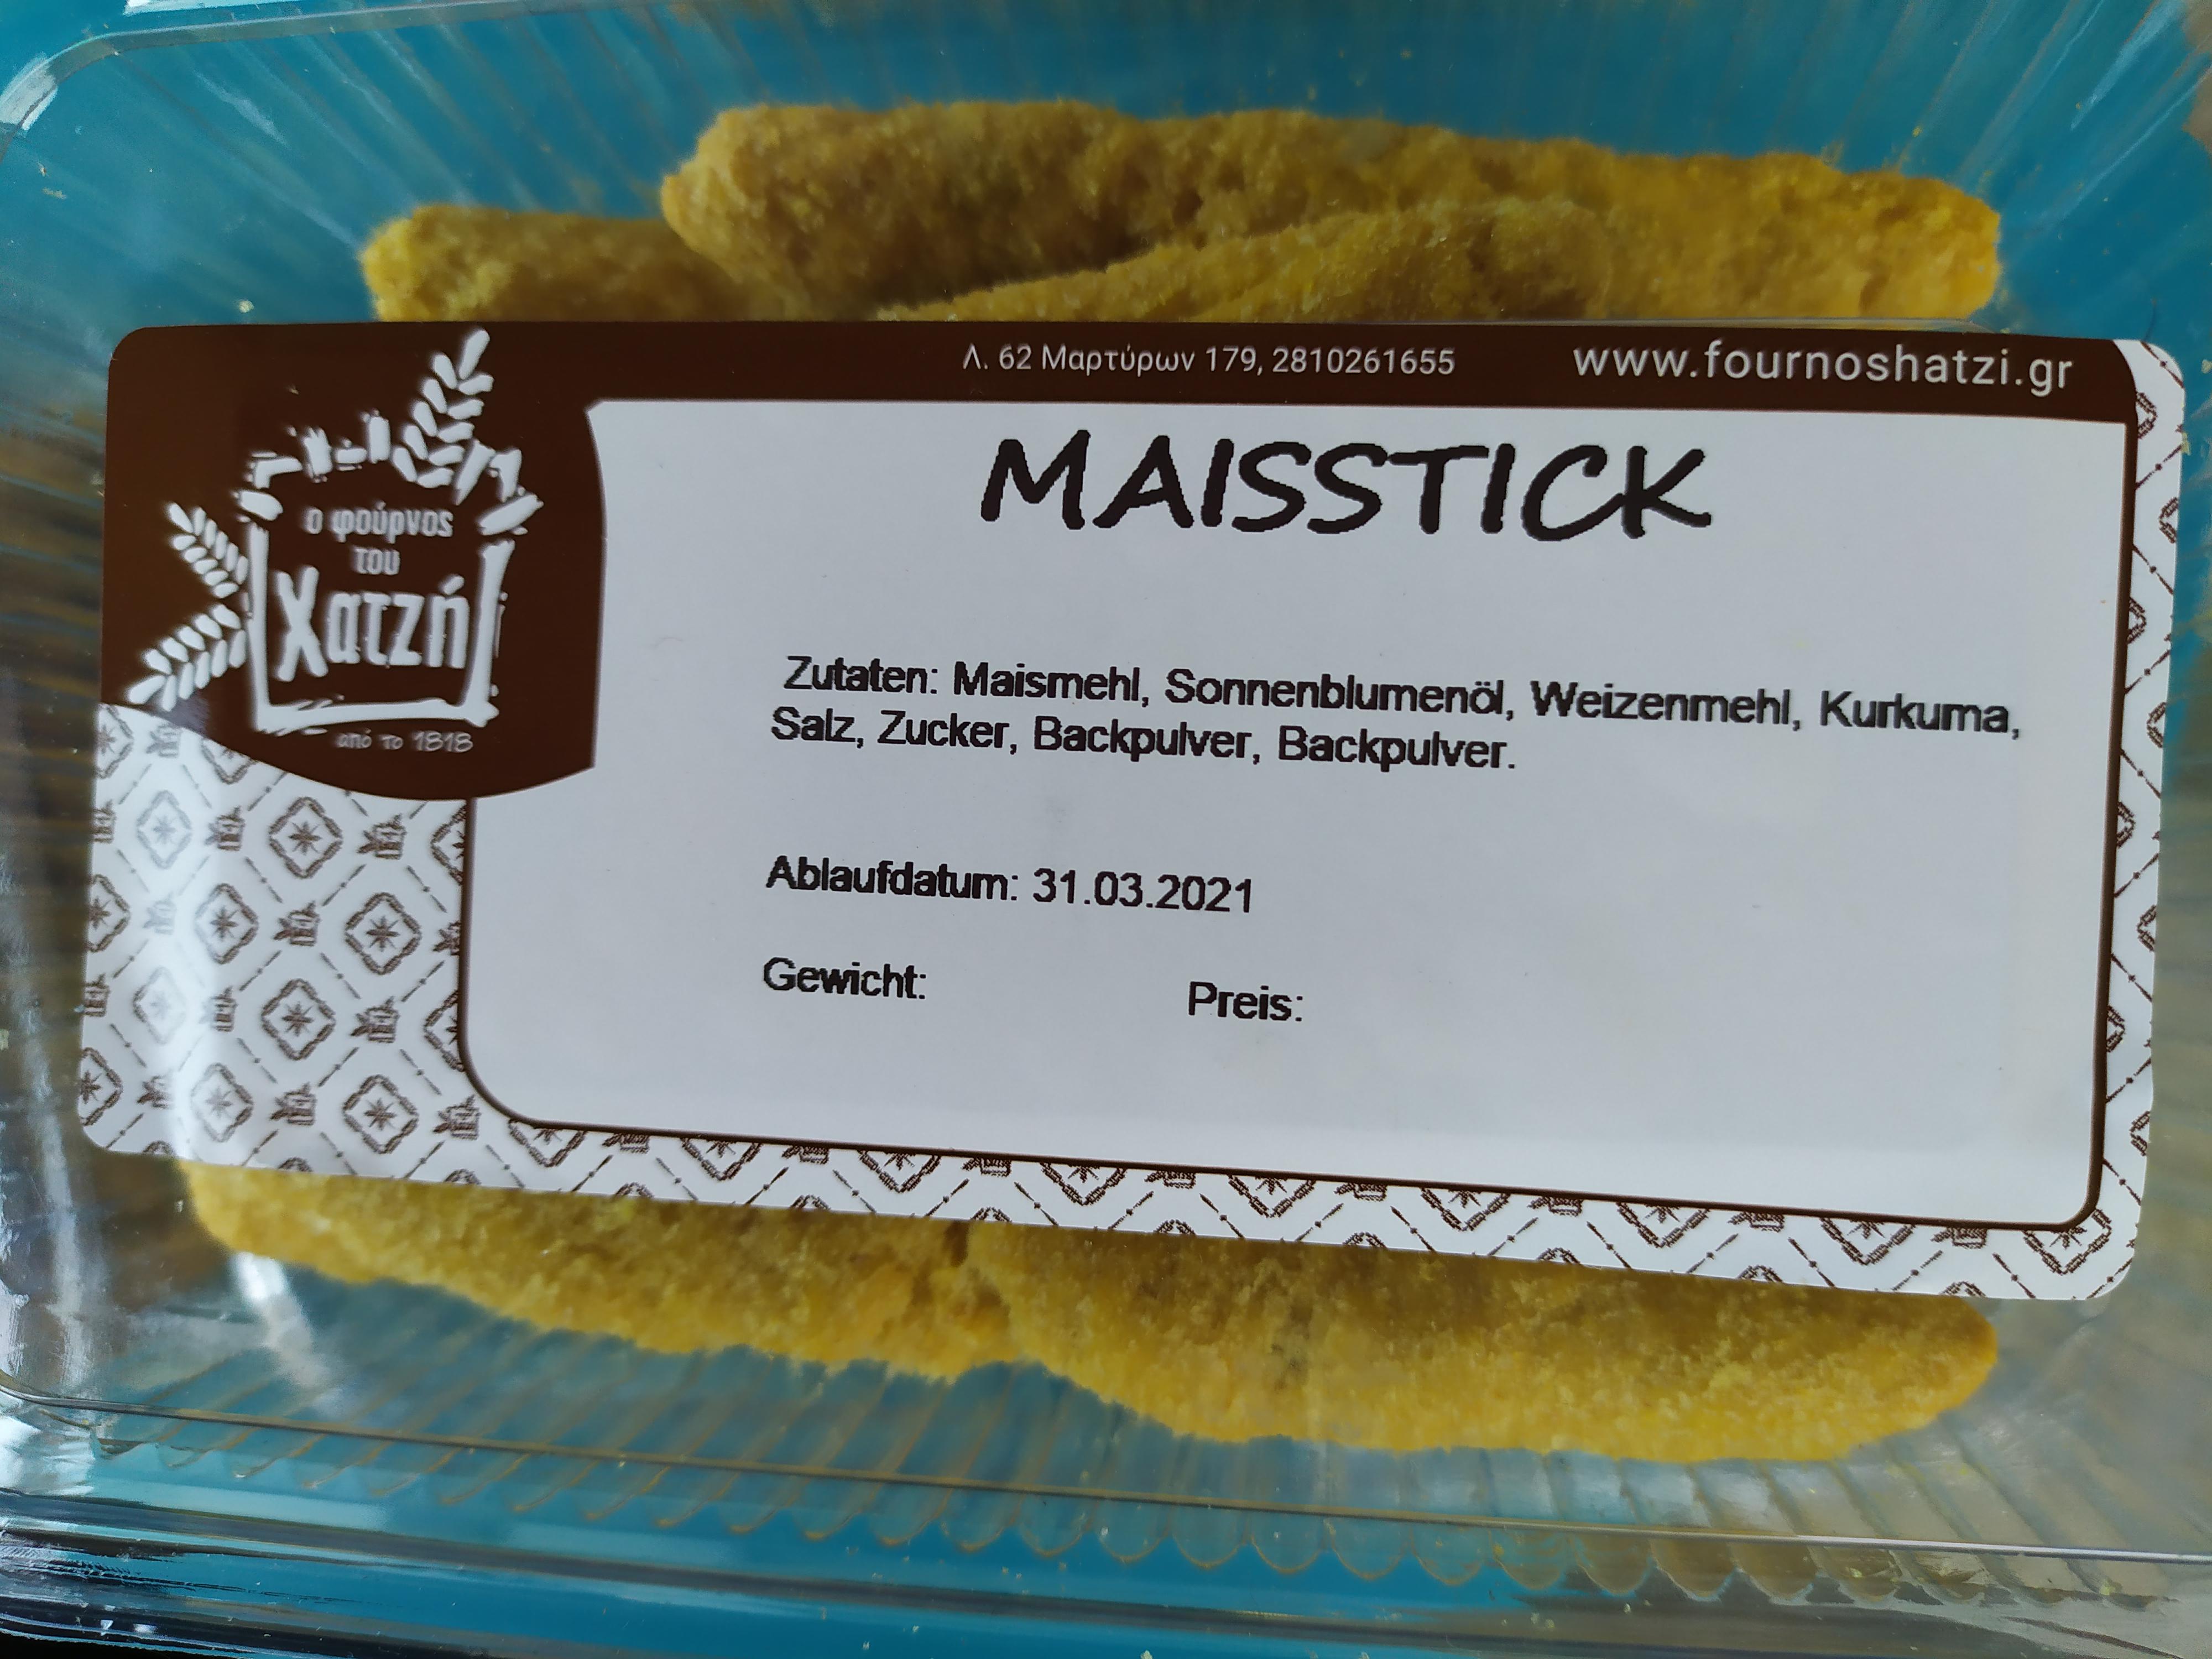 Λ. 62 Μαρτύρων 179, 2810261655
www.fournoshatzi.gr
ο φούρνος
του
Χατζή
από το 1818
MAISSTICK
Zutaten: Maismehl, Sonnenblumenöl, Weizenmehl, Kurkuma,
Salz, Zucker, Backpulver, Backpulver.
Ablaufdatum: 31.03.2021
Gewicht:
Preis: